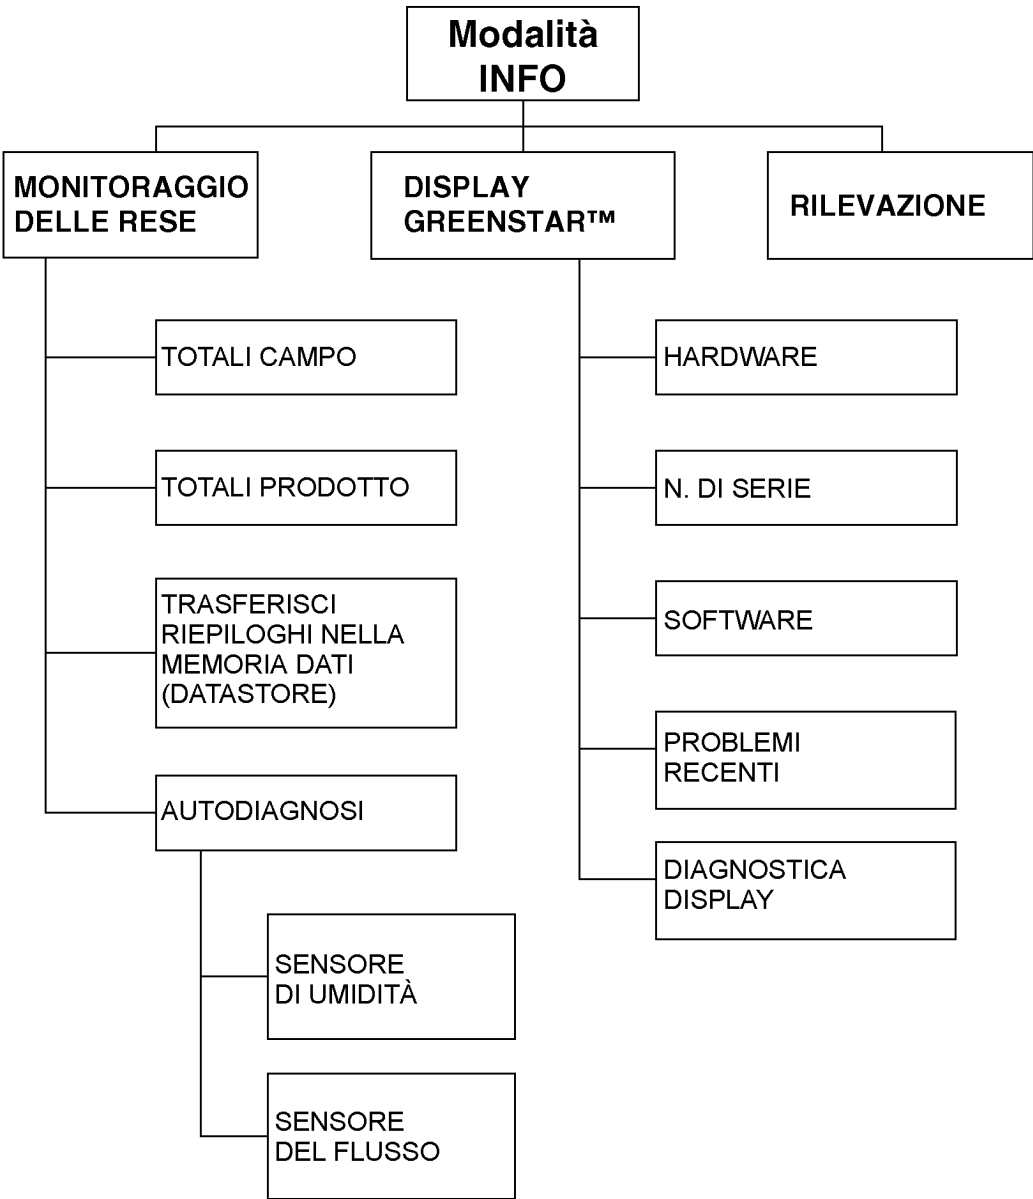 Modalità
INFO
MONITORAGGIO
DELLE RESE
DISPLAY
GREENSTAR™
RILEVAZIONE
TOTALI CAMPO
TOTALI PRODOTTO
TRASFERISCI
RIEPILOGHI NELLA
MEMORIA DATI
(DATASTORE)
AUTODIAGNOSI
SENSORE
DI UMIDITÀ
SENSORE
DEL FLUSSO
HARDWARE
N. DI SERIE
SOFTWARE
PROBLEMI
RECENTI
DIAGNOSTICA
DISPLAY